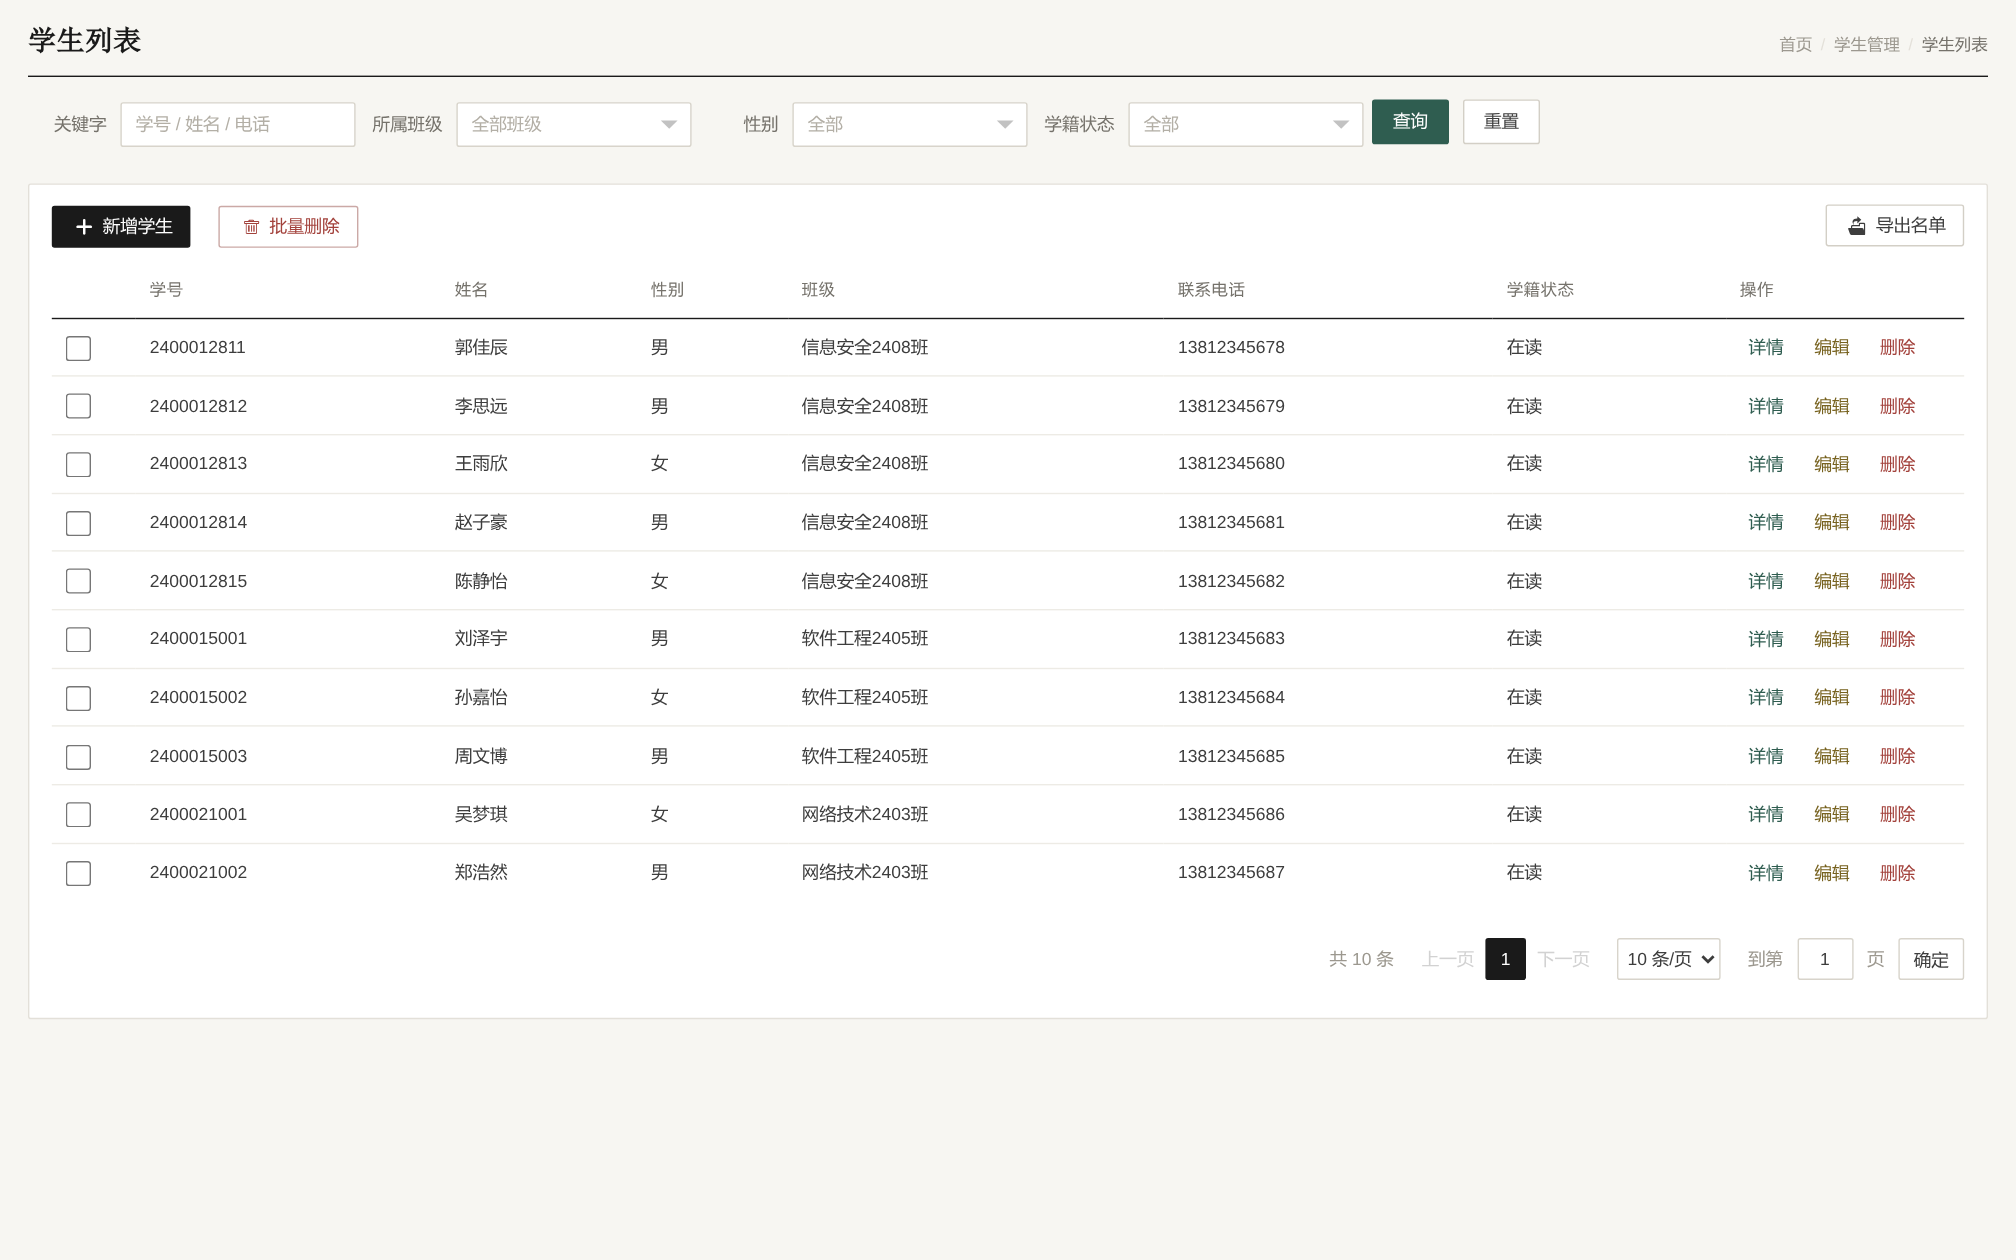 学生列表
首页 / 学生管理 / 学生列表
关键字 学号 / 姓名 / 电话 所属班级 全部班级 性别 全部 学籍状态 全部 查询 重置
新增学生 批量删除 导出名单
学号 姓名 性别 班级 联系电话 学籍状态 操作
2400012811 郭佳辰 男 信息安全2408班 13812345678 在读 详情 编辑 删除
2400012812 李思远 男 信息安全2408班 13812345679 在读 详情 编辑 删除
2400012813 王雨欣 女 信息安全2408班 13812345680 在读 详情 编辑 删除
2400012814 赵子豪 男 信息安全2408班 13812345681 在读 详情 编辑 删除
2400012815 陈静怡 女 信息安全2408班 13812345682 在读 详情 编辑 删除
2400015001 刘泽宇 男 软件工程2405班 13812345683 在读 详情 编辑 删除
2400015002 孙嘉怡 女 软件工程2405班 13812345684 在读 详情 编辑 删除
2400015003 周文博 男 软件工程2405班 13812345685 在读 详情 编辑 删除
2400021001 吴梦琪 女 网络技术2403班 13812345686 在读 详情 编辑 删除
2400021002 郑浩然 男 网络技术2403班 13812345687 在读 详情 编辑 删除
共 10 条 上一页 1 下一页 10 条/页 到第 1 页 确定